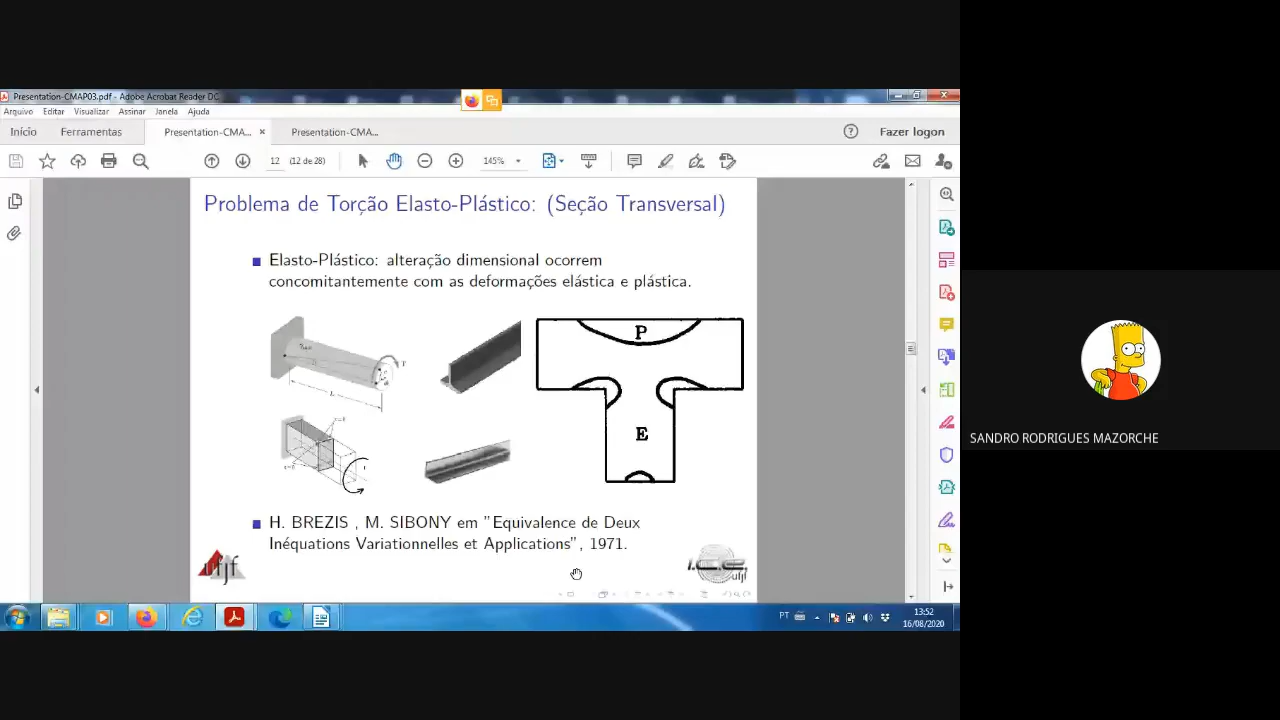 Presentation-CMAP03.pdf - Adobe Acrobat Reader DC
Arquivo Editar Visualizar Assinar Janela Ajuda
Início Ferramentas Presentation-CMA... × Presentation-CMA... Fazer logon
12 (12 de 28) 145%
Problema de Torção Elasto-Plástico: (Seção Transversal)
Elasto-Plástico: alteração dimensional ocorrem
concomitantemente com as deformações elástica e plástica.
P
T
L
E
H. BREZIS , M. SIBONY em "Equivalence de Deux
Inéquations Variationnelles et Applications", 1971.
ufjf
i.c.e.
ufjf
SANDRO RODRIGUES MAZORCHE
PT
13:52
16/08/2020